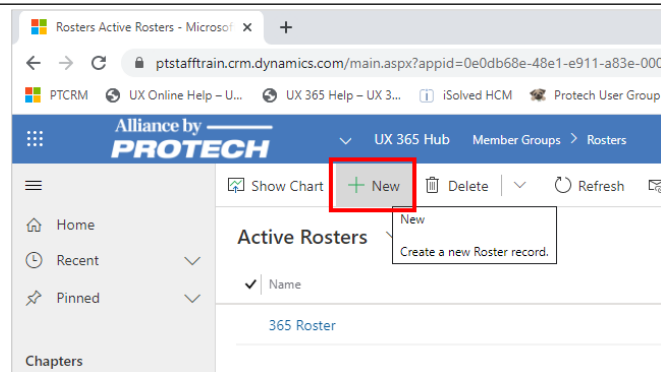 Rosters Active Rosters - Microsof
ptstafftrain.crm.dynamics.com/main.aspx?appid=0e0db68e-48e1-e911-a83e-000
PTCRM UX Online Help – U... UX 365 Help – UX 3... iSolved HCM Protech User Group
Alliance by
PROTECH
UX 365 Hub Member Groups > Rosters
Show Chart + New Delete Refresh
Home
New
Active Rosters
Create a new Roster record.
Recent
Name
Pinned
365 Roster
Chapters